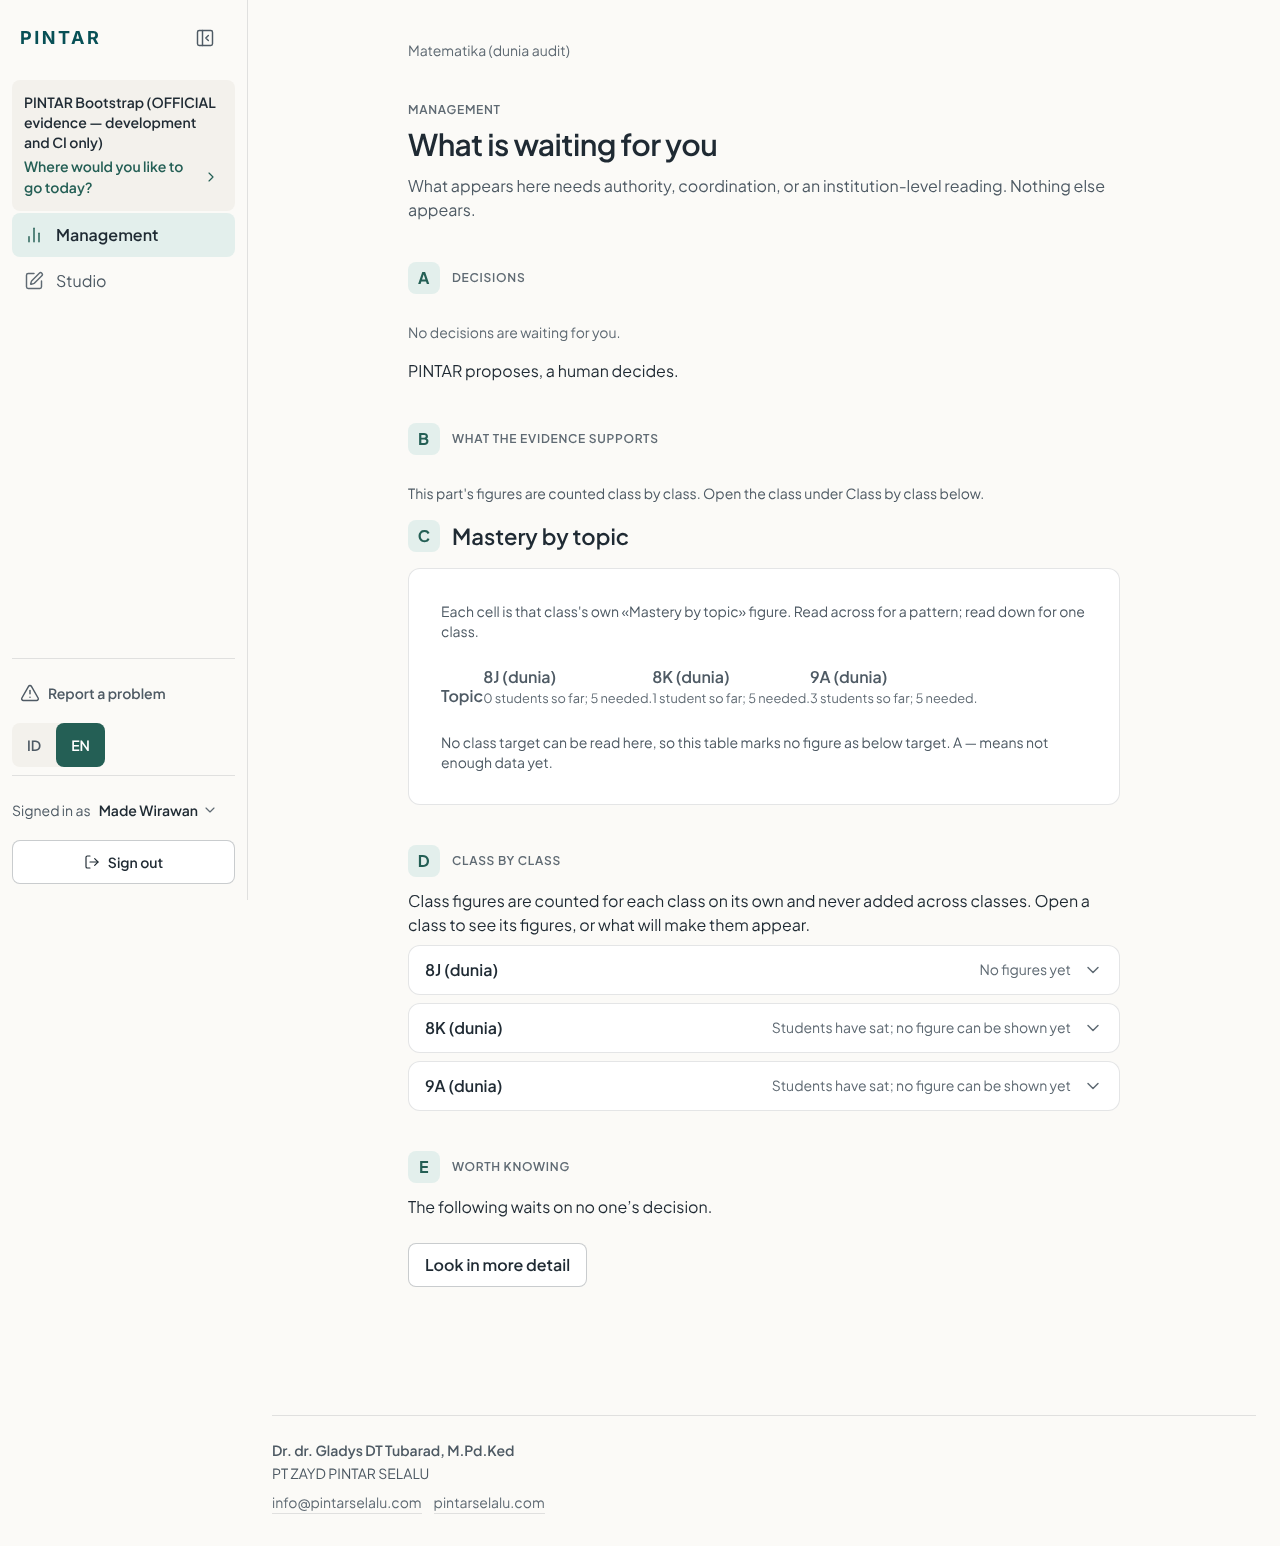 PINTAR
PINTAR Bootstrap (OFFICIAL
evidence — development
and CI only)
Where would you like to
go today?
Management
Studio
Report a problem
ID
EN
Signed in as Made Wirawan
Sign out
Matematika (dunia audit)
MANAGEMENT
What is waiting for you
What appears here needs authority, coordination, or an institution-level reading. Nothing else
appears.
A DECISIONS
No decisions are waiting for you.
PINTAR proposes, a human decides.
B WHAT THE EVIDENCE SUPPORTS
This part's figures are counted class by class. Open the class under Class by class below.
C Mastery by topic
Each cell is that class's own «Mastery by topic» figure. Read across for a pattern; read down for one
class.
8J (dunia) 8K (dunia) 9A (dunia)
Topic 0 students so far; 5 needed. 1 student so far; 5 needed. 3 students so far; 5 needed.
No class target can be read here, so this table marks no figure as below target. A — means not
enough data yet.
D CLASS BY CLASS
Class figures are counted for each class on its own and never added across classes. Open a
class to see its figures, or what will make them appear.
8J (dunia) No figures yet
8K (dunia) Students have sat; no figure can be shown yet
9A (dunia) Students have sat; no figure can be shown yet
E WORTH KNOWING
The following waits on no one’s decision.
Look in more detail
Dr. dr. Gladys DT Tubarad, M.Pd.Ked
PT ZAYD PINTAR SELALU
info@pintarselalu.com pintarselalu.com